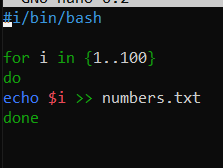 GNU nano 6.2
#i/bin/bash
for i in {1..100}
do
echo $i >> numbers.txt
done